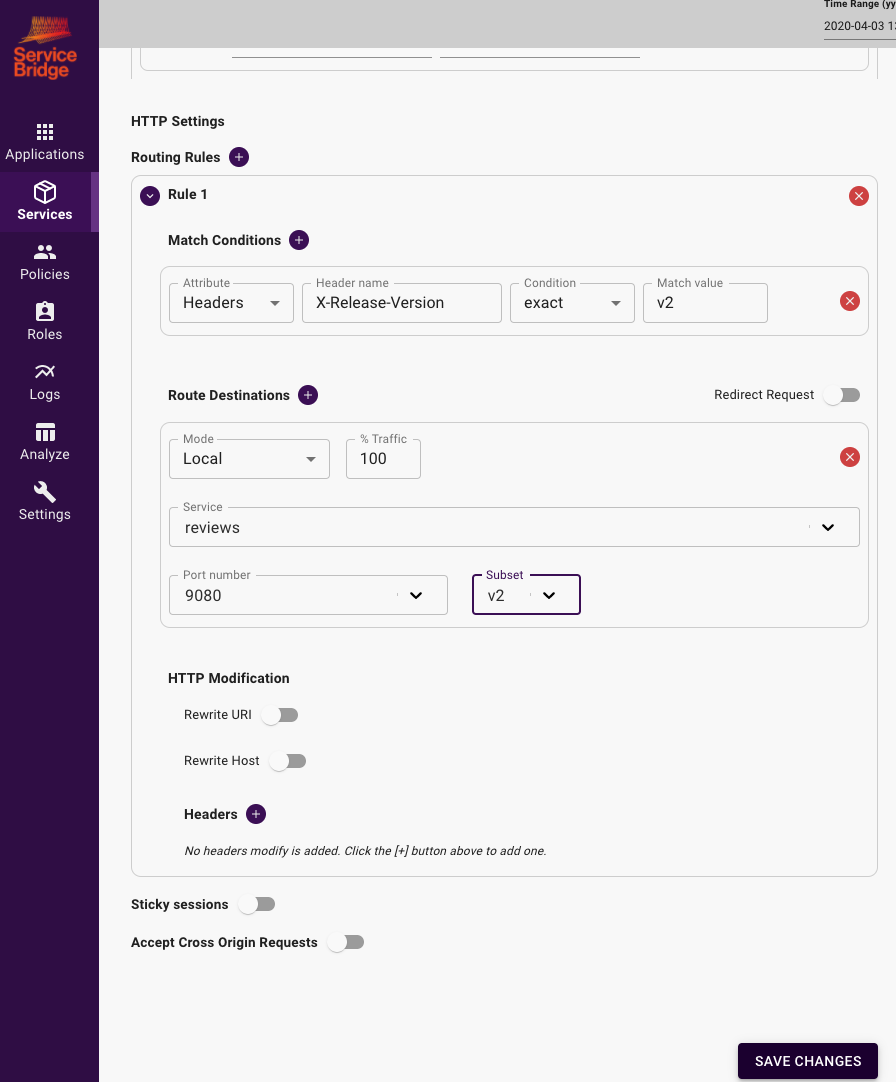 Time Range (yy
2020-04-03 1
Service
Bridge
Applications
Services
Policies
Roles
Logs
Analyze
Settings
HTTP Settings
Routing Rules
Rule 1
Match Conditions
Attribute Header name Condition Match value
Headers X-Release-Version exact v2
Route Destinations Redirect Request
Mode % Traffic
Local 100
Service
reviews
Port number Subset
9080 v2
HTTP Modification
Rewrite URI
Rewrite Host
Headers
No headers modify is added. Click the [+] button above to add one.
Sticky sessions
Accept Cross Origin Requests
SAVE CHANGES